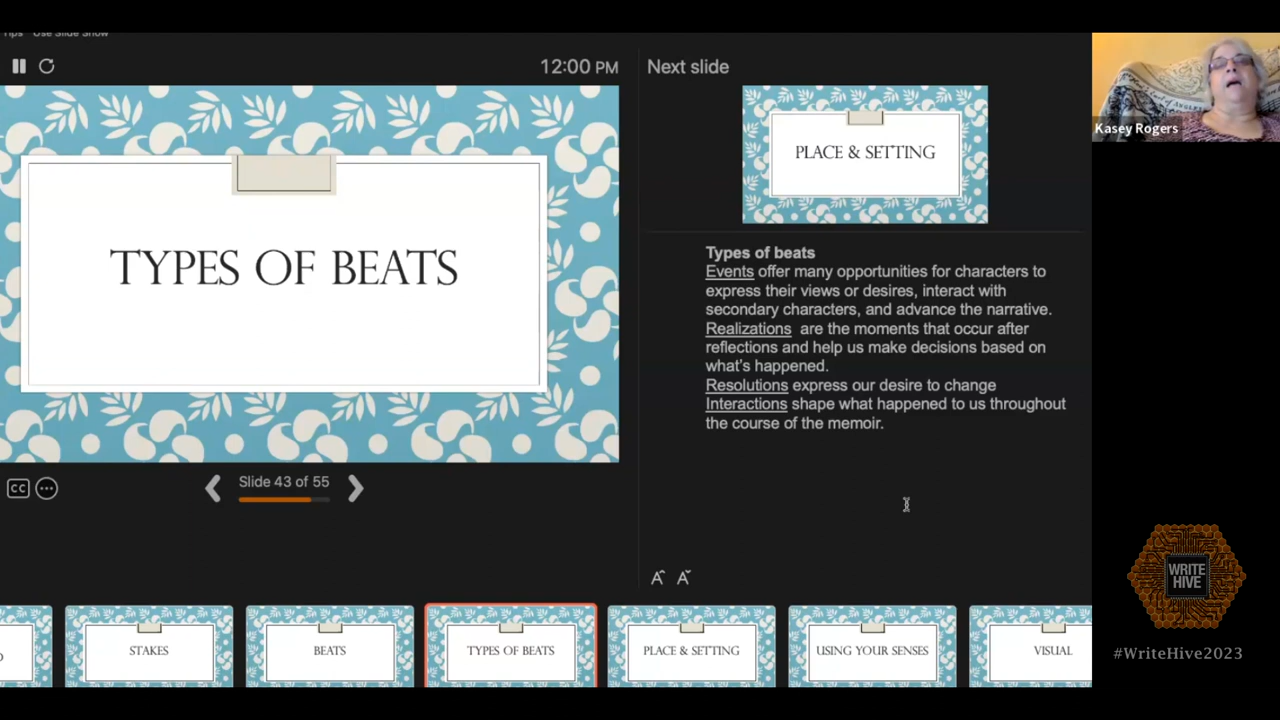 Tips Use Slide Show
12:00 PM
Next slide
TYPES OF BEATS
PLACE & SETTING
Kasey Rogers
Types of beats
Events offer many opportunities for characters to
express their views or desires, interact with
secondary characters, and advance the narrative.
Realizations are the moments that occur after
reflections and help us make decisions based on
what's happened.
Resolutions express our desire to change
Interactions shape what happened to us throughout
the course of the memoir.
CC
Slide 43 of 55
A A
STAKES
BEATS
TYPES OF BEATS
PLACE & SETTING
USING YOUR SENSES
VISUAL
WRITE
HIVE
#WriteHive2023